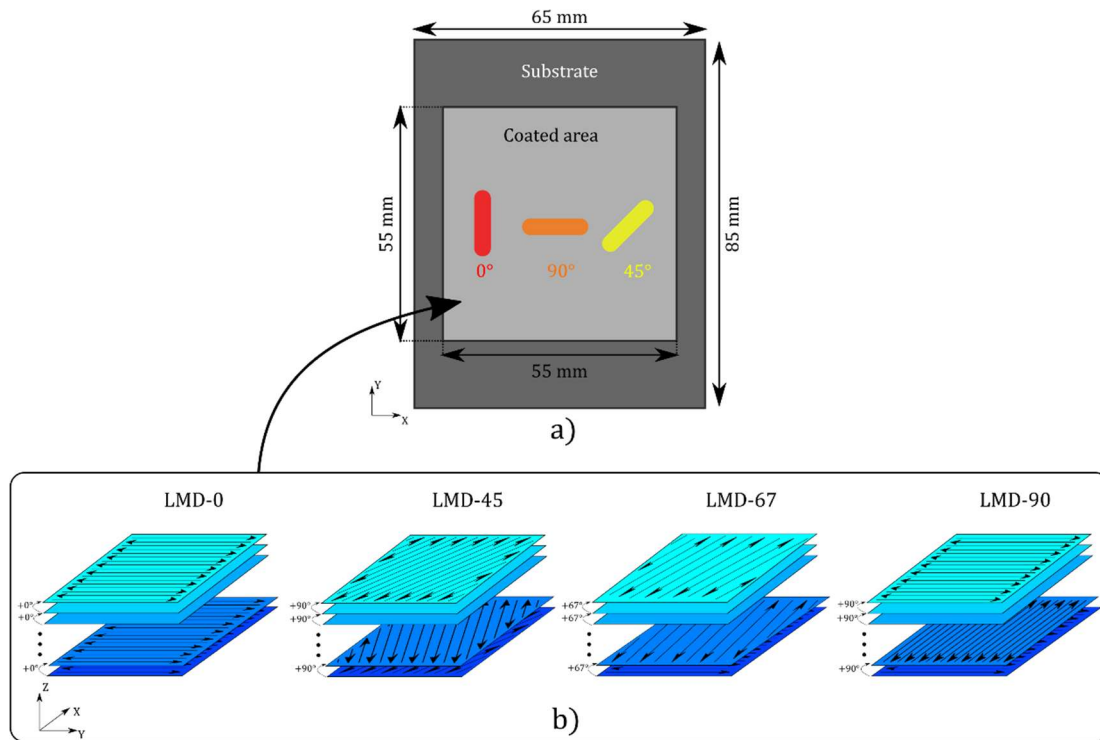 65 mm
Substrate
Coated area
55 mm
85 mm
0°
90°
45°
55 mm
Y
X
a)
LMD-0
LMD-45
LMD-67
LMD-90
+0°
+0°
+0°
+90°
+90°
+90°
+67°
+67°
+67°
+90°
+90°
+90°
Z
X
Y
b)